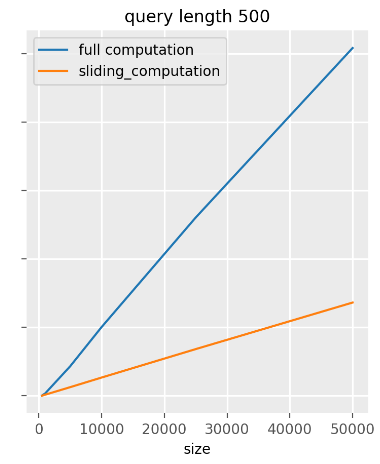 query length 500
full computation
sliding_computation
0 10000 20000 30000 40000 50000
size